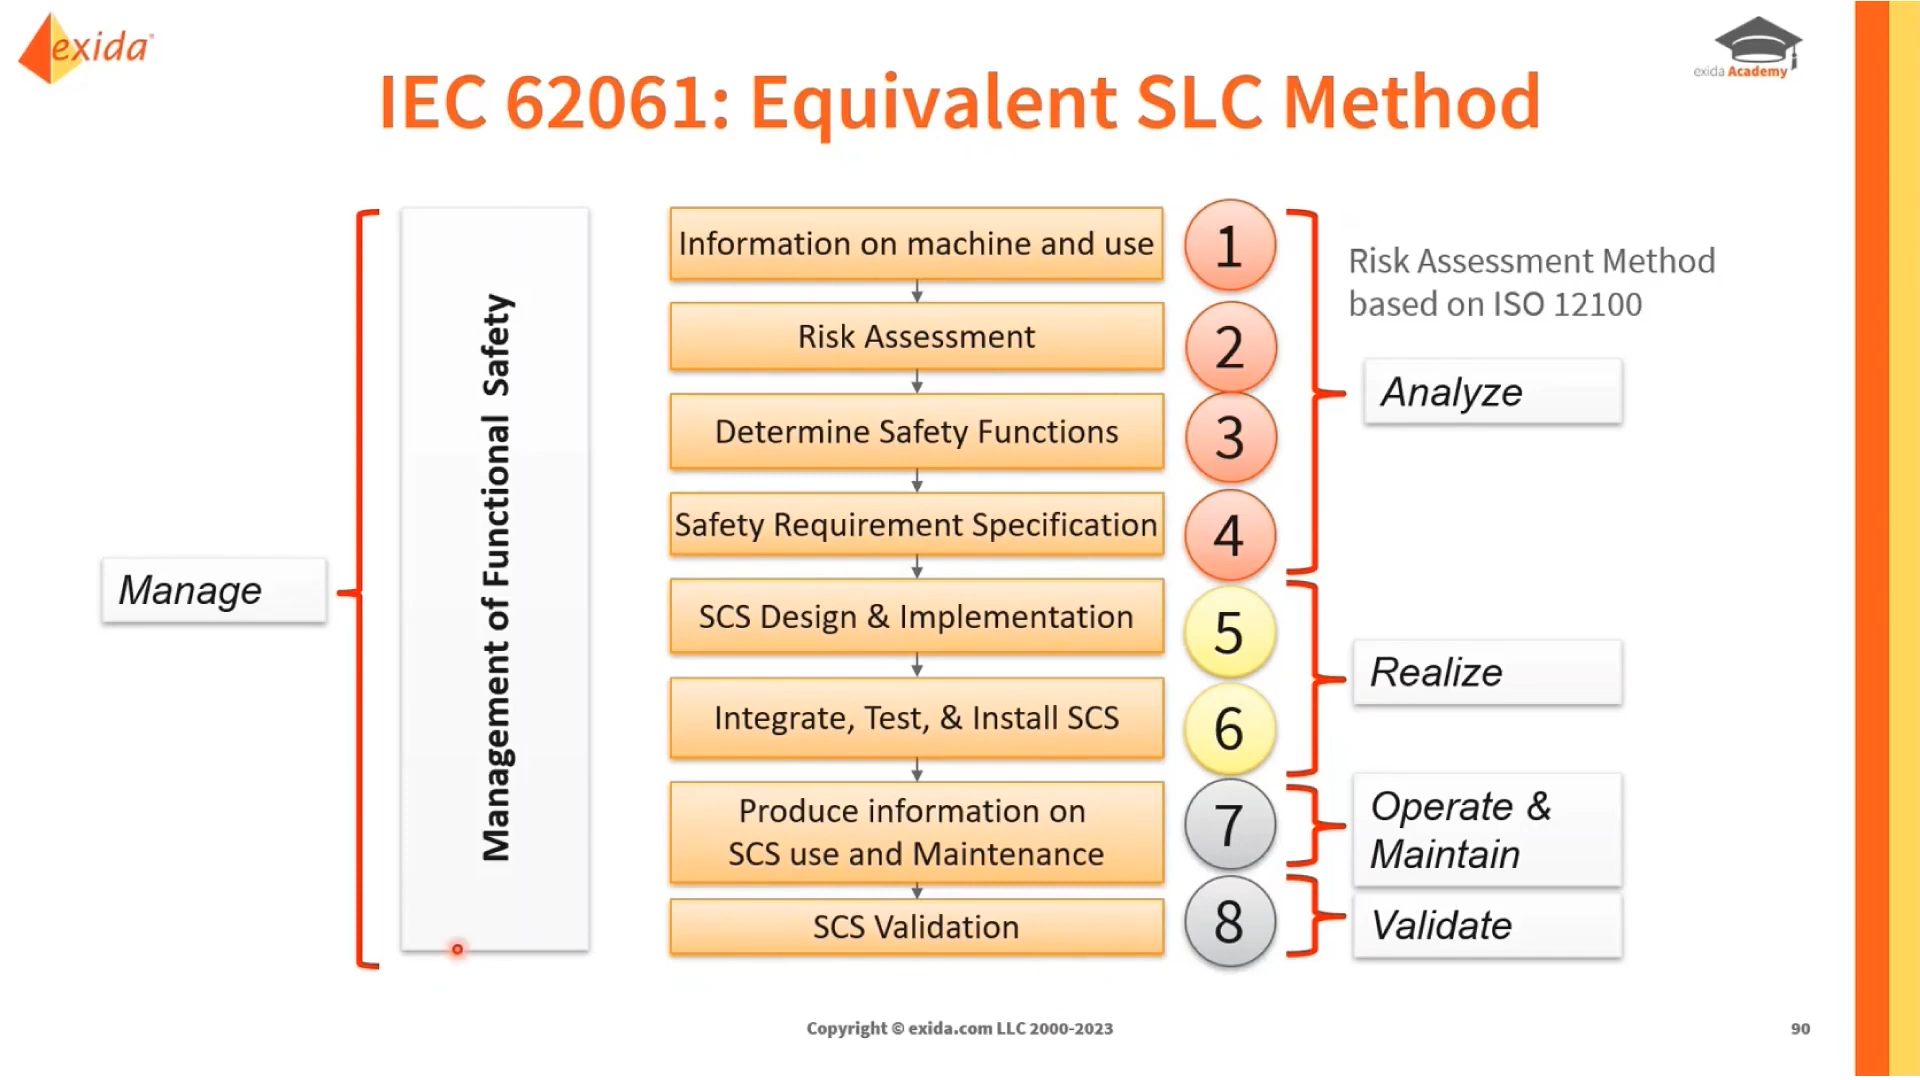 exida
exida Academy
IEC 62061: Equivalent SLC Method
Manage
Management of Functional Safety
Information on machine and use
1
Risk Assessment
2
Determine Safety Functions
3
Safety Requirement Specification
4
SCS Design & Implementation
5
Integrate, Test, & Install SCS
6
Produce information on
SCS use and Maintenance
7
SCS Validation
8
Risk Assessment Method
based on ISO 12100
Analyze
Realize
Operate &
Maintain
Validate
Copyright © exida.com LLC 2000-2023
90